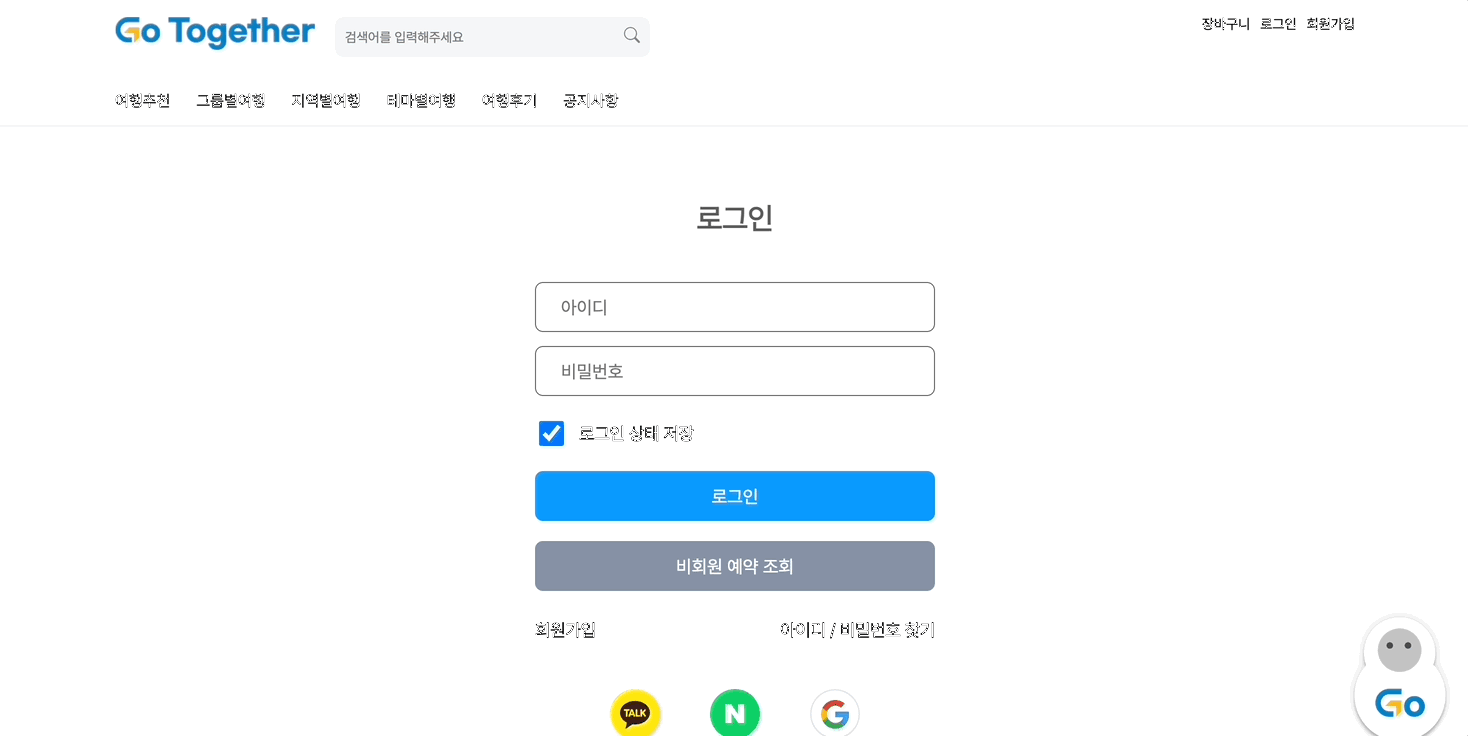 Go Together
검색어를 입력해주세요
장바구니 로그인 회원가입
여행추천 그룹별여행 지역별여행 테마별여행 여행후기 공지사항
로그인
아이디
비밀번호
로그인 상태 저장
로그인
비회원 예약 조회
회원가입 아이디 / 비밀번호 찾기
TALK N G
Go